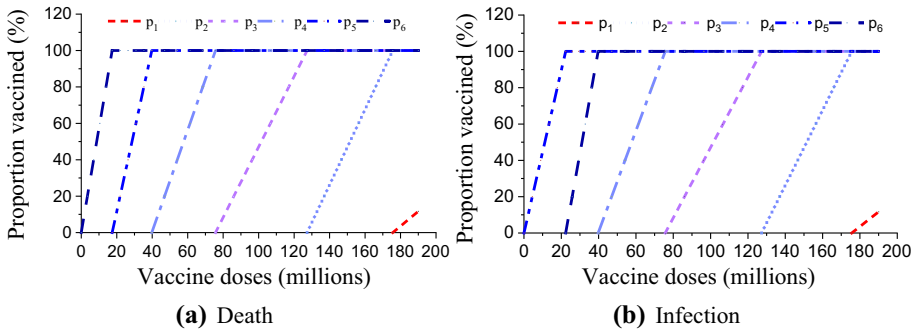 p1 p2 p3 p4 p5 p6
120
100
80
60
40
20
0
Proportion vaccined (%)
0 20 40 60 80 100 120 140 160 180 200
Vaccine doses (millions)
(a) Death
p1 p2 p3 p4 p5 p6
120
100
80
60
40
20
0
Proportion vaccined (%)
0 20 40 60 80 100 120 140 160 180 200
Vaccine doses (millions)
(b) Infection